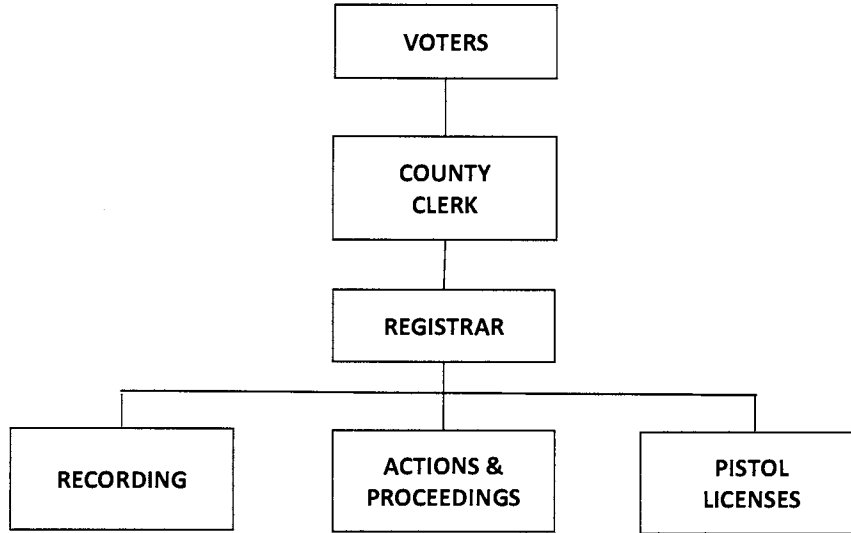 VOTERS
COUNTY
CLERK
REGISTRAR
RECORDING
ACTIONS &
PROCEEDINGS
PISTOL
LICENSES